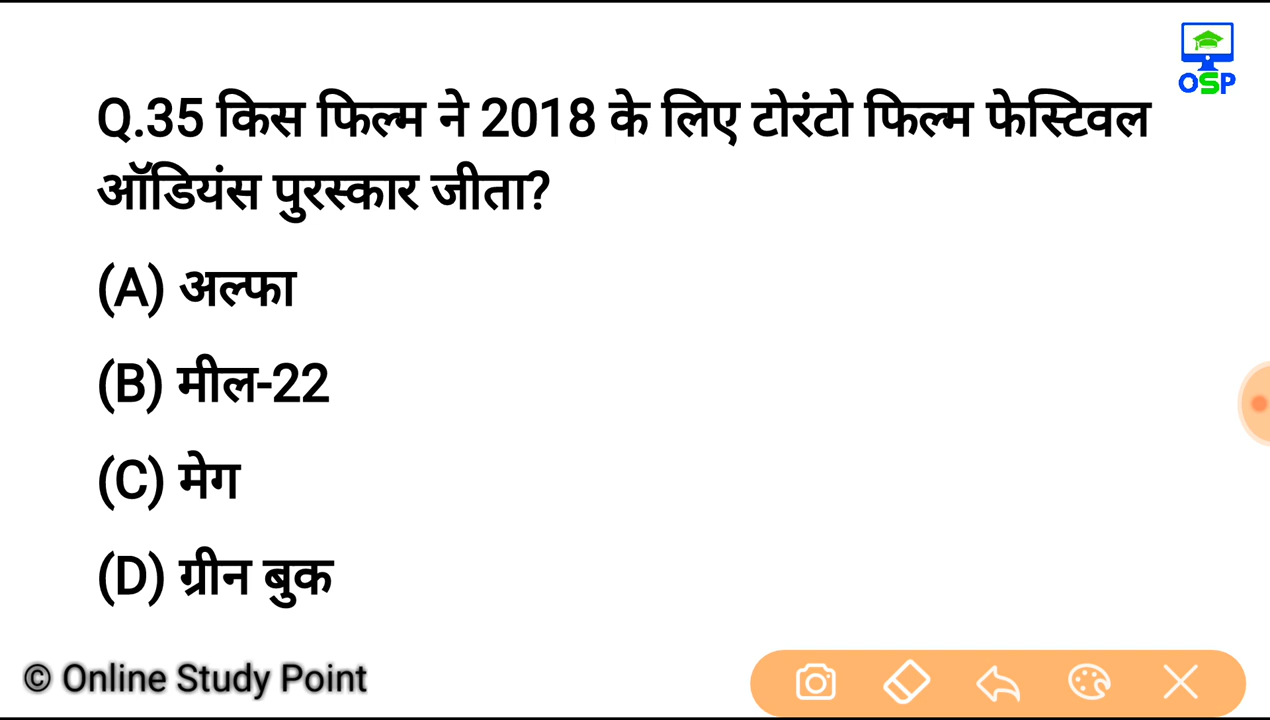 OSP
Q.35 किस फिल्म ने 2018 के लिए टोरंटो फिल्म फेस्टिवल
ऑडियंस पुरस्कार जीता?
(A) अल्फा
(B) मील-22
(C) मेग
(D) ग्रीन बुक
© Online Study Point